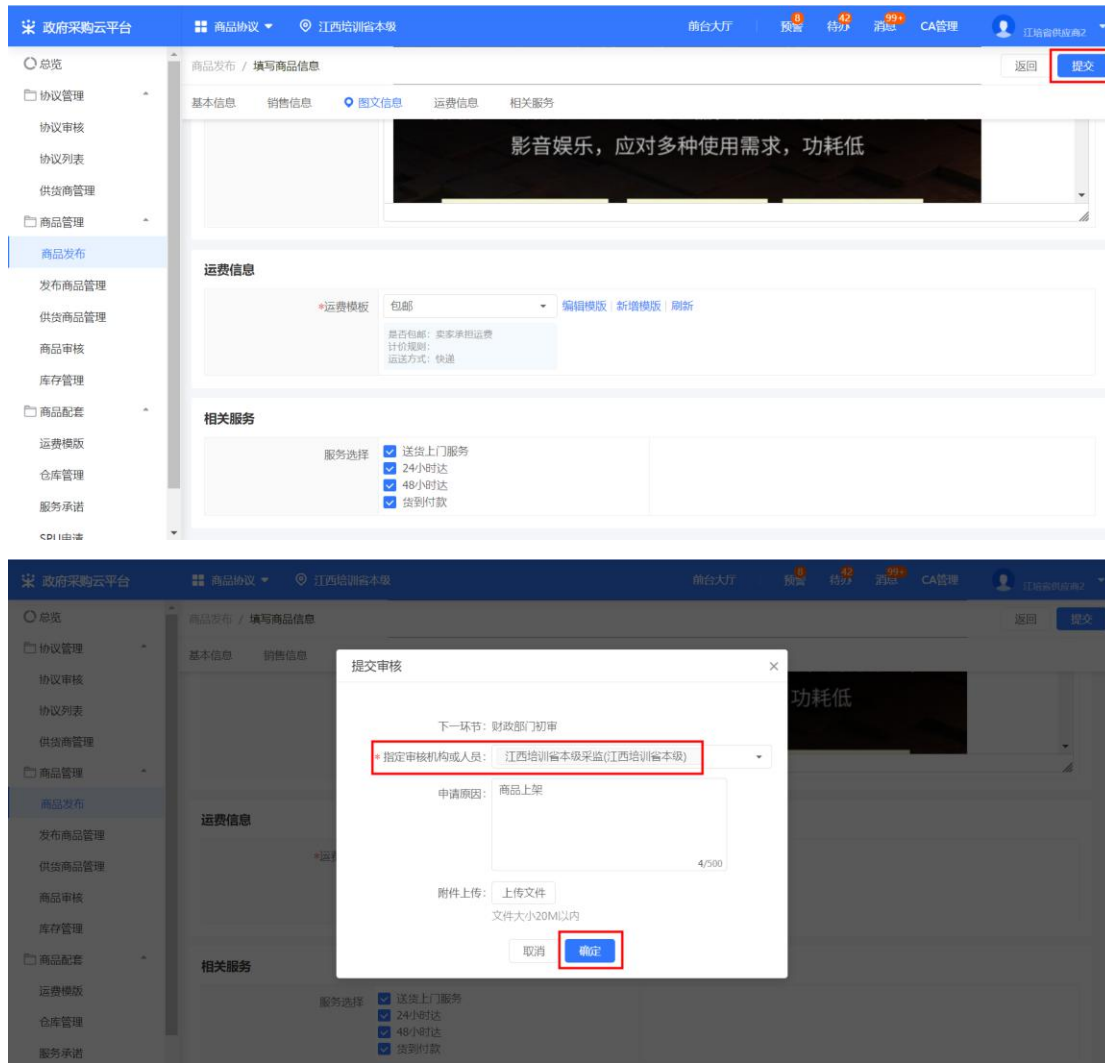 政府采购云平台 商品协议 江西培训省本级 前台大厅 预警 8 待办 42 消息 99+ CA管理 江培省供应商2
总览
商品发布 / 填写商品信息 返回 提交
协议管理
基本信息 销售信息 图文信息 运费信息 相关服务
协议审核
影音娱乐，应对多种使用需求，功耗低
协议列表
供货商管理
商品管理
商品发布
运费信息
发布商品管理
*运费模板 包邮 编辑模版 新增模版 刷新
供货商品管理
是否包邮：卖家承担运费
计价规则：
运送方式：快递
商品审核
库存管理
商品配套
相关服务
运费模版
服务选择 送货上门服务
24小时达
仓库管理
48小时达
服务承诺
货到付款
SPU申请
政府采购云平台 商品协议 江西培训省本级 前台大厅 预警 8 待办 42 消息 99+ CA管理 江培省供应商2
总览
商品发布 / 填写商品信息 返回 提交
协议管理
基本信息 销售信息
提交审核
协议审核
功耗低
协议列表
下一环节：财政部门初审
供货商管理
*指定审核机构或人员： 江西培训省本级采监(江西培训省本级)
商品管理
申请原因： 商品上架
商品发布
运费信息
发布商品管理
*运费
4/500
供货商品管理
附件上传： 上传文件
商品审核
文件大小20M以内
库存管理
取消 确定
商品配套
相关服务
运费模版
服务选择 送货上门服务
24小时达
仓库管理
48小时达
货到付款
服务承诺